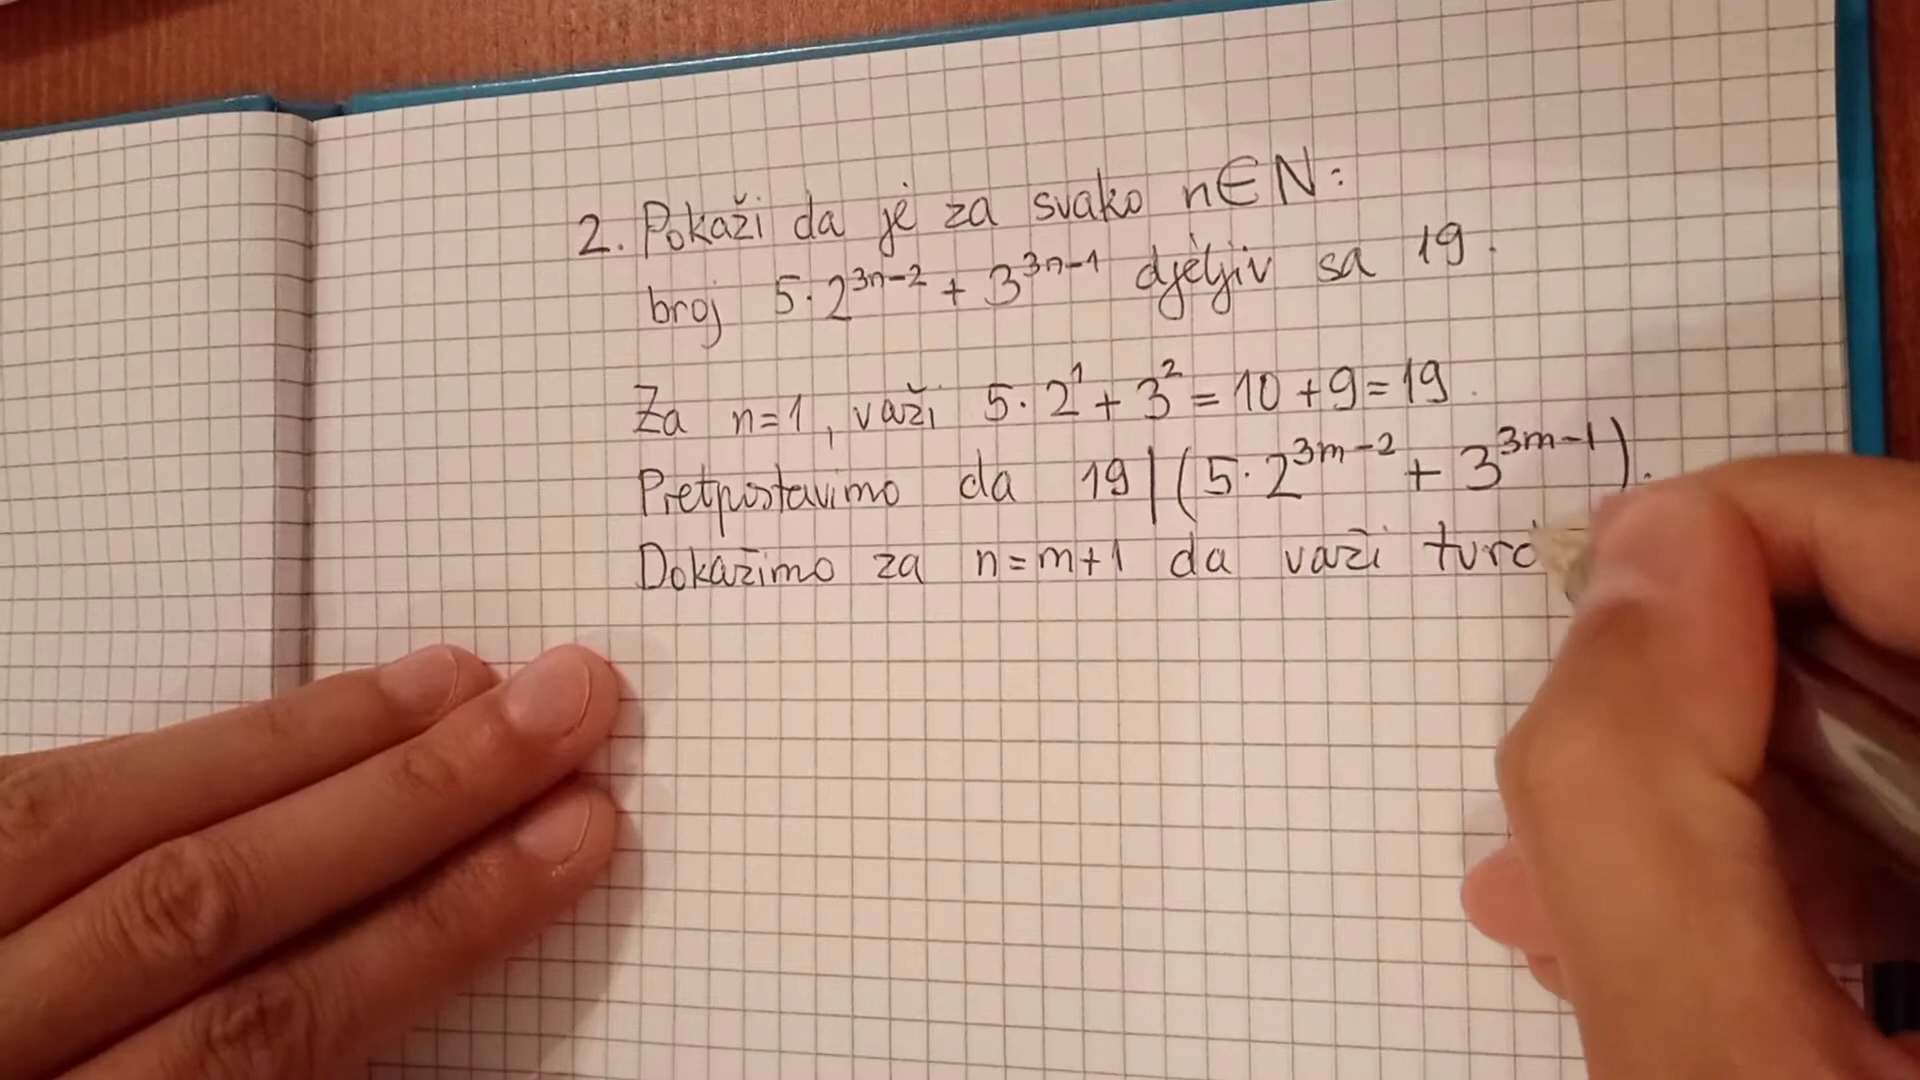 2. Pokaži da je za svako n∈N:
broj 5·2^{3n-2} + 3^{3n-1} djeljiv sa 19.
Za n=1, važi 5·2^1 + 3^2 = 10 + 9 = 19.
Pretpostavimo da 19 | (5·2^{3m-2} + 3^{3m-1}).
Dokažimo za n=m+1 da važi